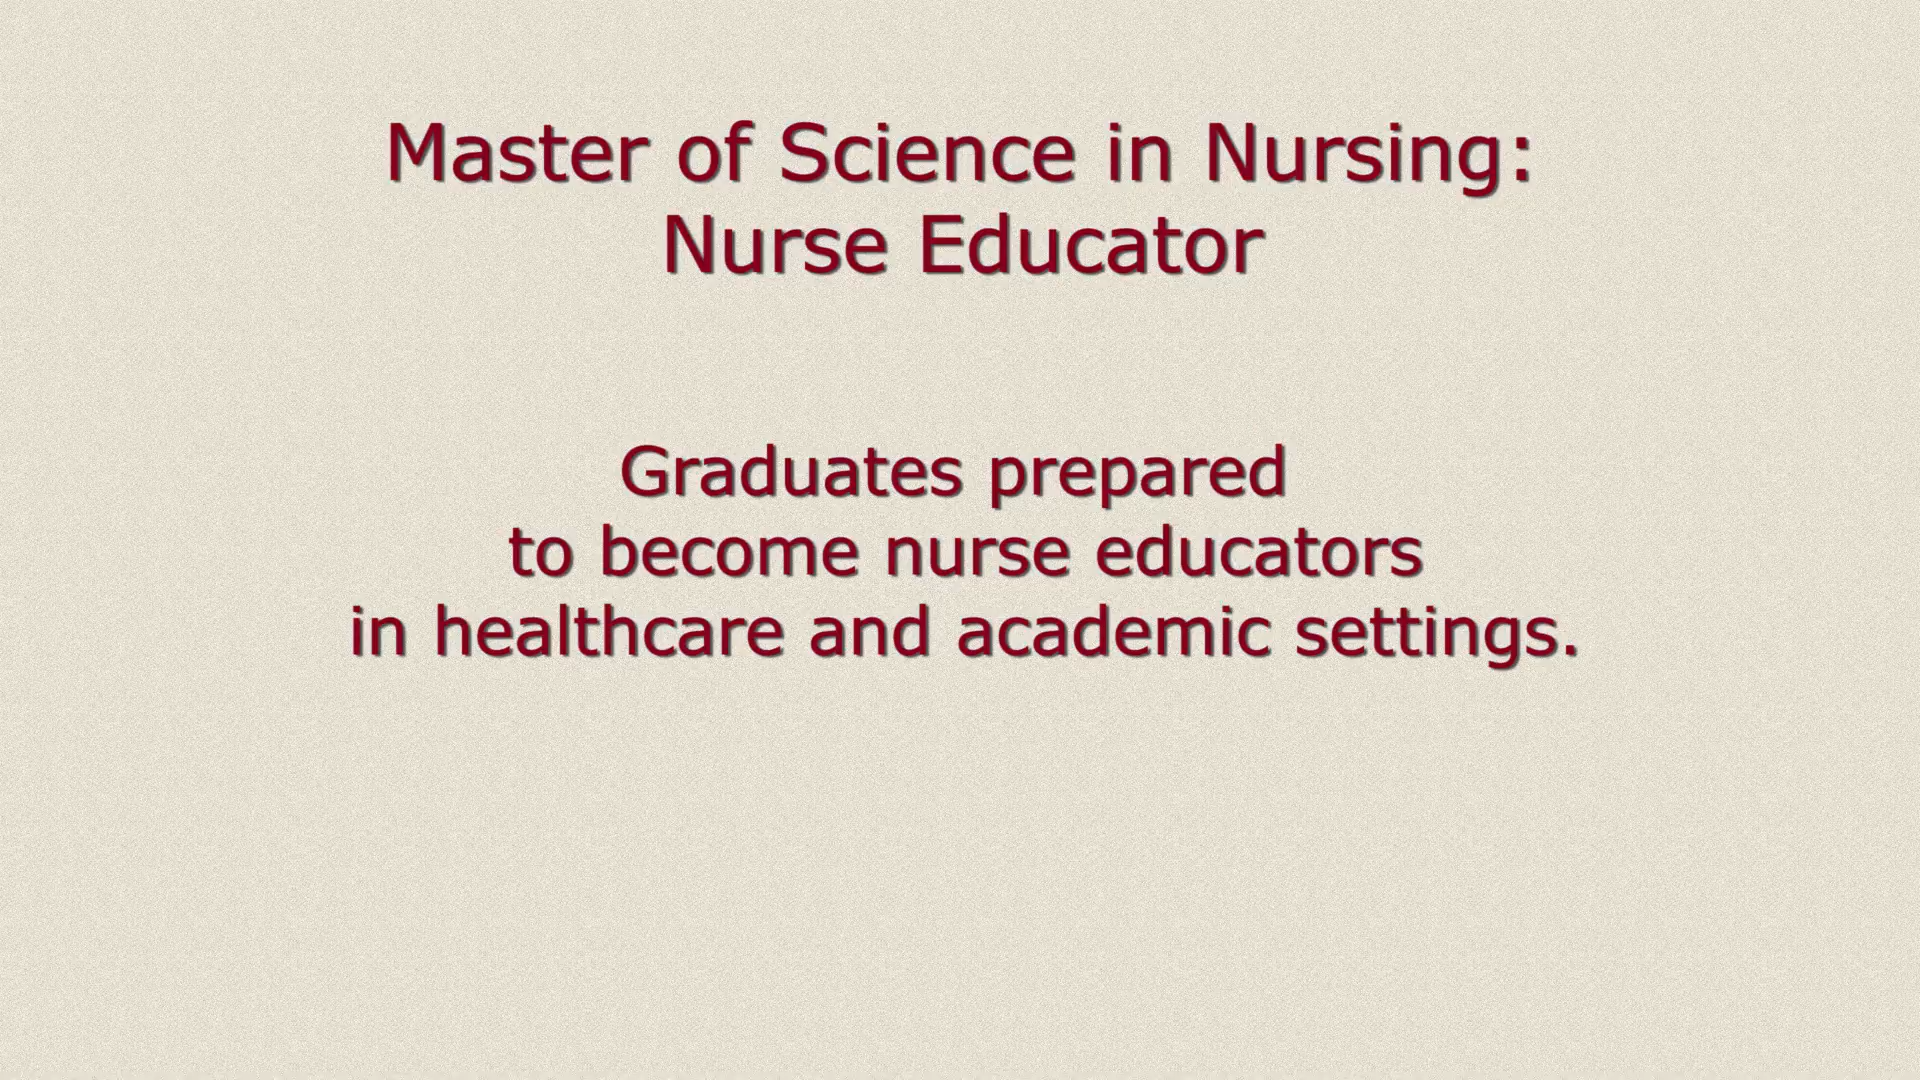 Master of Science in Nursing:
Nurse Educator
Graduates prepared
to become nurse educators
in healthcare and academic settings.